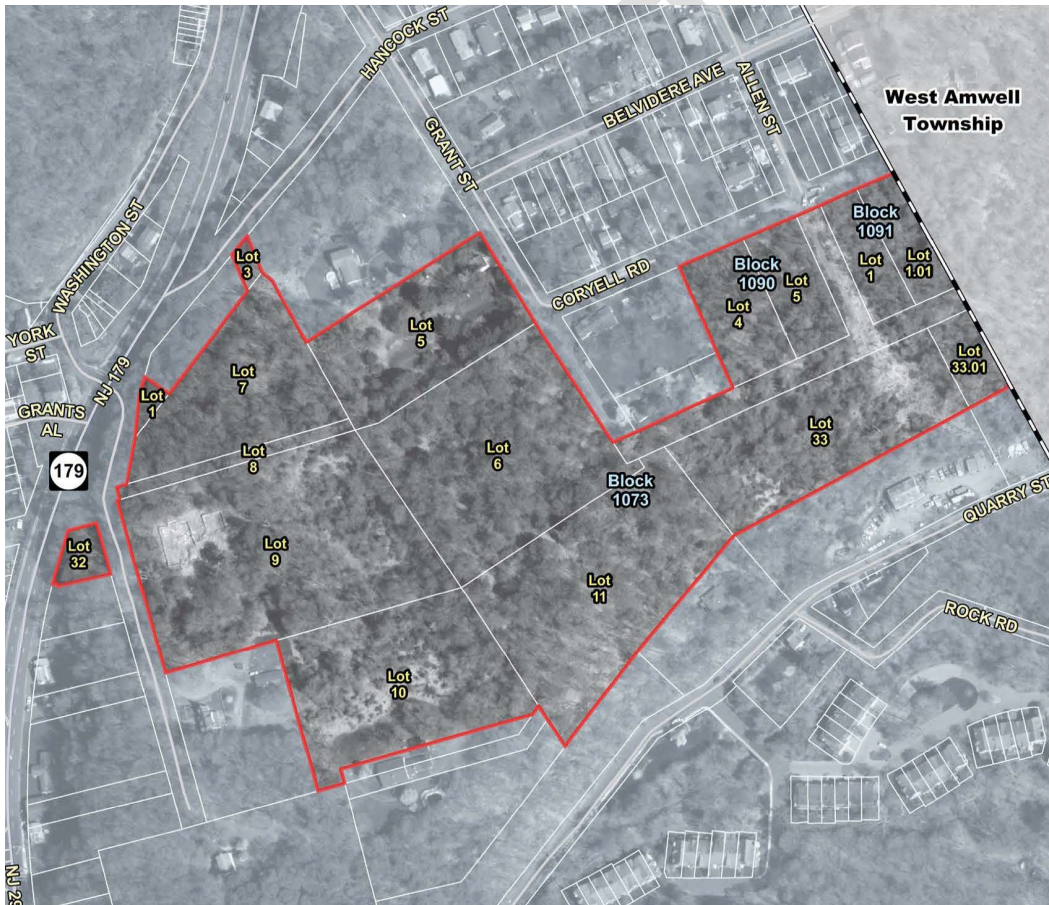 HANCOCK ST
BELVIDERE AVE
ALLEN ST
West Amwell
Township
GRANT ST
WASHINGTON ST
YORK
ST
NJ 179
GRANTS
AL
179
CORYELL RD
Lot
3
Block
1091
Lot
1
Lot
1.01
Block
1090
Lot
5
Lot
4
Lot
5
Lot
7
Lot
1
Lot
33.01
Lot
33
Lot
8
Lot
6
Block
1073
QUARRY ST
Lot
32
Lot
9
Lot
11
ROCK RD
Lot
10
NJ 29